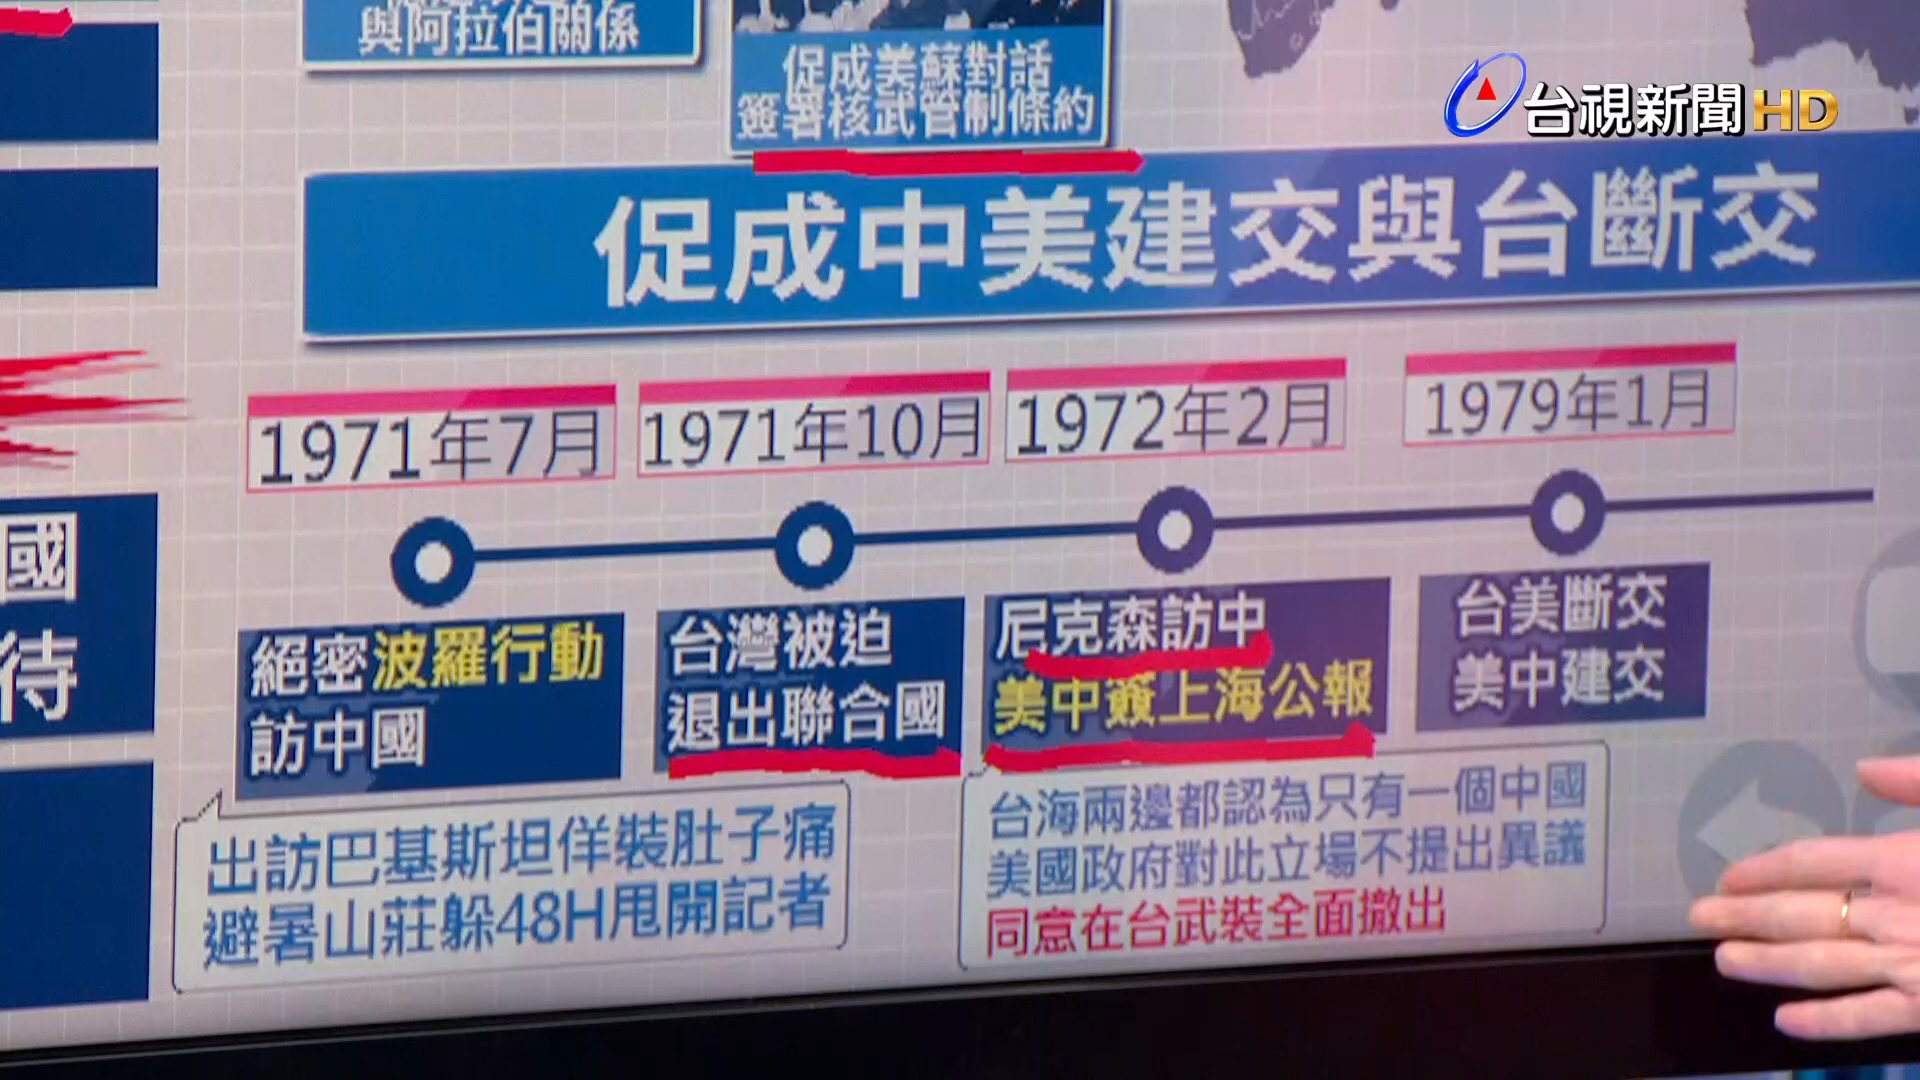 與阿拉伯關係
促成美蘇對話
簽署核武管制條約
台視新聞HD
促成中美建交與台斷交
1971年7月
1971年10月
1972年2月
1979年1月
國
待
絕密波羅行動
訪中國
台灣被迫
退出聯合國
尼克森訪中
美中簽上海公報
台美斷交
美中建交
出訪巴基斯坦佯裝肚子痛
避暑山莊躲48H甩開記者
台海兩邊都認為只有一個中國
美國政府對此立場不提出異議
同意在台武裝全面撤出